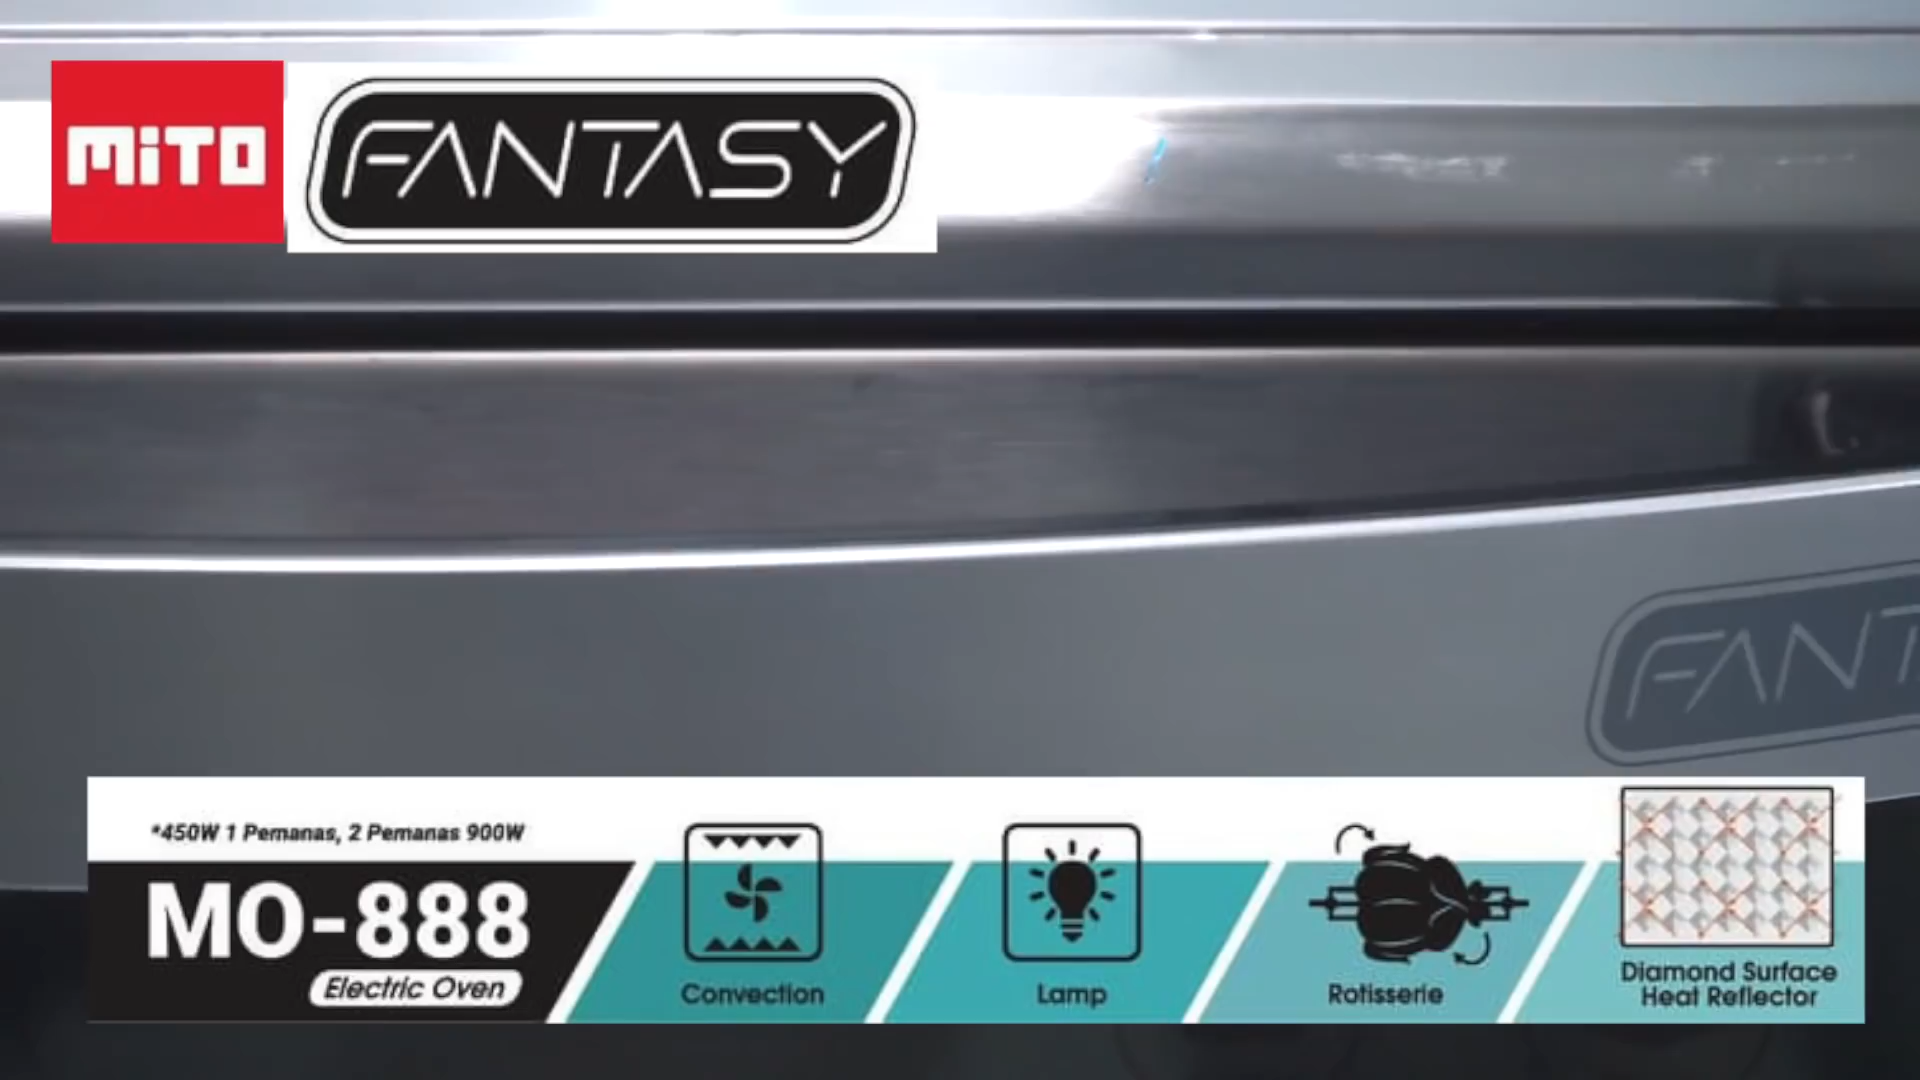 MiTO
FANTASY
FANT
*450W 1 Pemanas, 2 Pemanas 900W
MO-888
Electric Oven
Convection
Lamp
Rotisserie
Diamond Surface
Heat Reflector